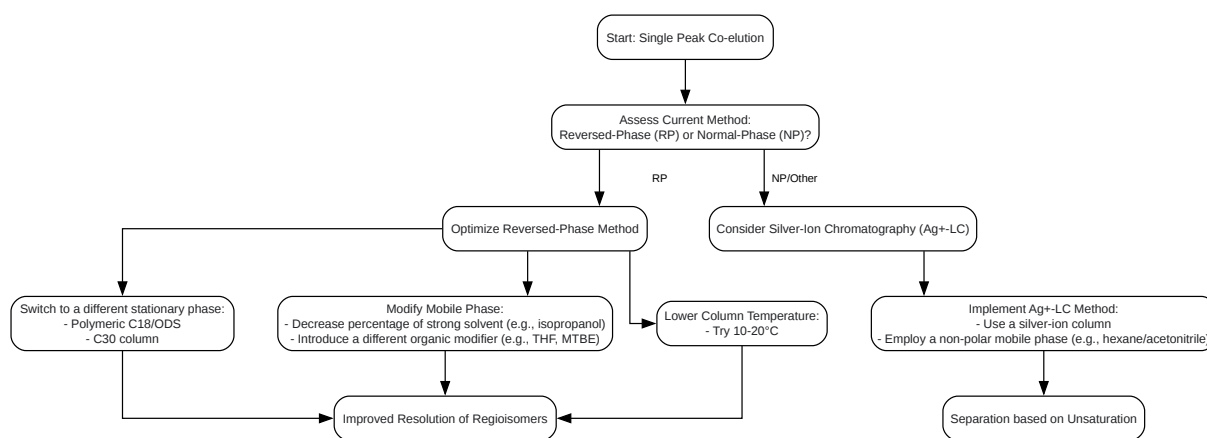 Start: Single Peak Co-elution
Assess Current Method:
Reversed-Phase (RP) or Normal-Phase (NP)?
RP
NP/Other
Optimize Reversed-Phase Method
Consider Silver-Ion Chromatography (Ag+-LC)
Switch to a different stationary phase:
- Polymeric C18/ODS
- C30 column
Modify Mobile Phase:
- Decrease percentage of strong solvent (e.g., isopropanol)
- Introduce a different organic modifier (e.g., THF, MTBE)
Lower Column Temperature:
- Try 10-20°C
Implement Ag+-LC Method:
- Use a silver-ion column
- Employ a non-polar mobile phase (e.g., hexane/acetonitrile)
Improved Resolution of Regioisomers
Separation based on Unsaturation